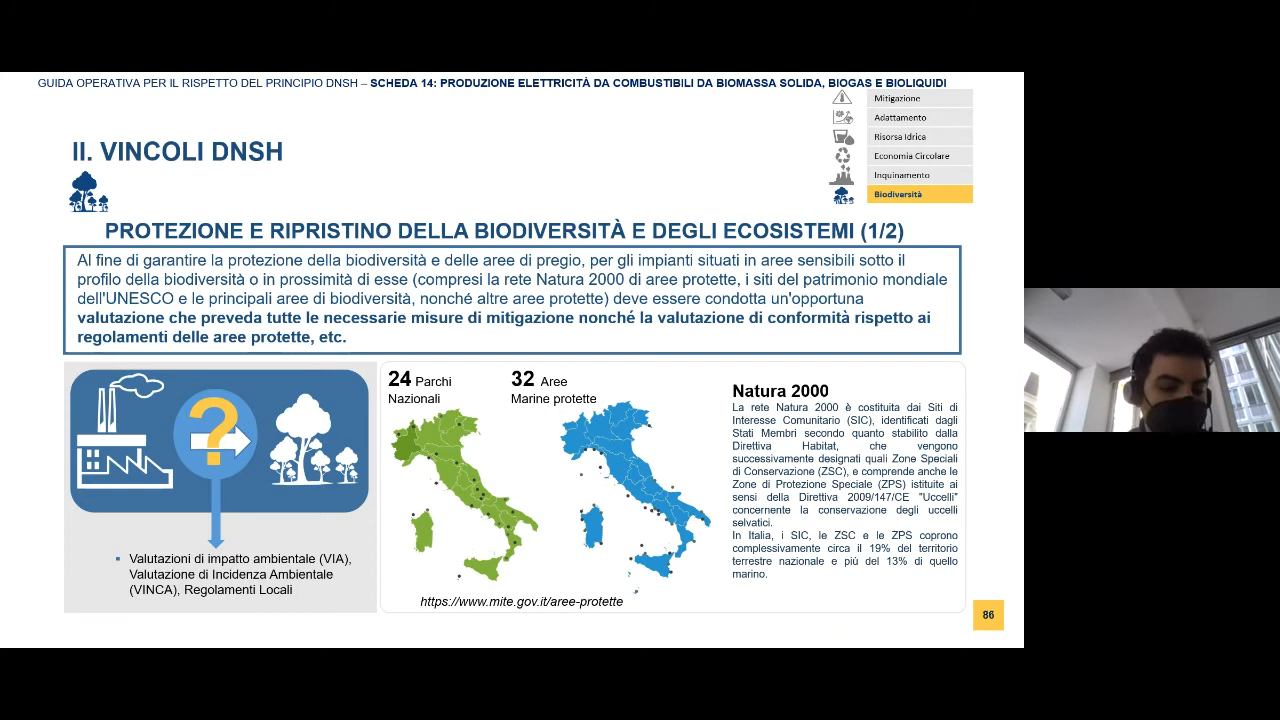 GUIDA OPERATIVA PER IL RISPETTO DEL PRINCIPIO DNSH – SCHEDA 14: PRODUZIONE ELETTRICITÀ DA COMBUSTIBILI DA BIOMASSA SOLIDA, BIOGAS E BIOLIQUIDI
Mitigazione
Adattamento
Risorsa Idrica
Economia Circolare
Inquinamento
Biodiversità
II. VINCOLI DNSH
PROTEZIONE E RIPRISTINO DELLA BIODIVERSITÀ E DEGLI ECOSISTEMI (1/2)
Al fine di garantire la protezione della biodiversità e delle aree di pregio, per gli impianti situati in aree sensibili sotto il
profilo della biodiversità o in prossimità di esse (compresi la rete Natura 2000 di aree protette, i siti del patrimonio mondiale
dell'UNESCO e le principali aree di biodiversità, nonché altre aree protette) deve essere condotta un'opportuna
valutazione che preveda tutte le necessarie misure di mitigazione nonché la valutazione di conformità rispetto ai
regolamenti delle aree protette, etc.
?
▪ Valutazioni di impatto ambientale (VIA),
Valutazione di Incidenza Ambientale
(VINCA), Regolamenti Locali
24 Parchi
Nazionali
32 Aree
Marine protette
https://www.mite.gov.it/aree-protette
Natura 2000
La rete Natura 2000 è costituita dai Siti di
Interesse Comunitario (SIC), identificati dagli
Stati Membri secondo quanto stabilito dalla
Direttiva Habitat, che vengono
successivamente designati quali Zone Speciali
di Conservazione (ZSC), e comprende anche le
Zone di Protezione Speciale (ZPS) istituite ai
sensi della Direttiva 2009/147/CE "Uccelli"
concernente la conservazione degli uccelli
selvatici.
In Italia, i SIC, le ZSC e le ZPS coprono
complessivamente circa il 19% del territorio
terrestre nazionale e più del 13% di quello
marino.
86